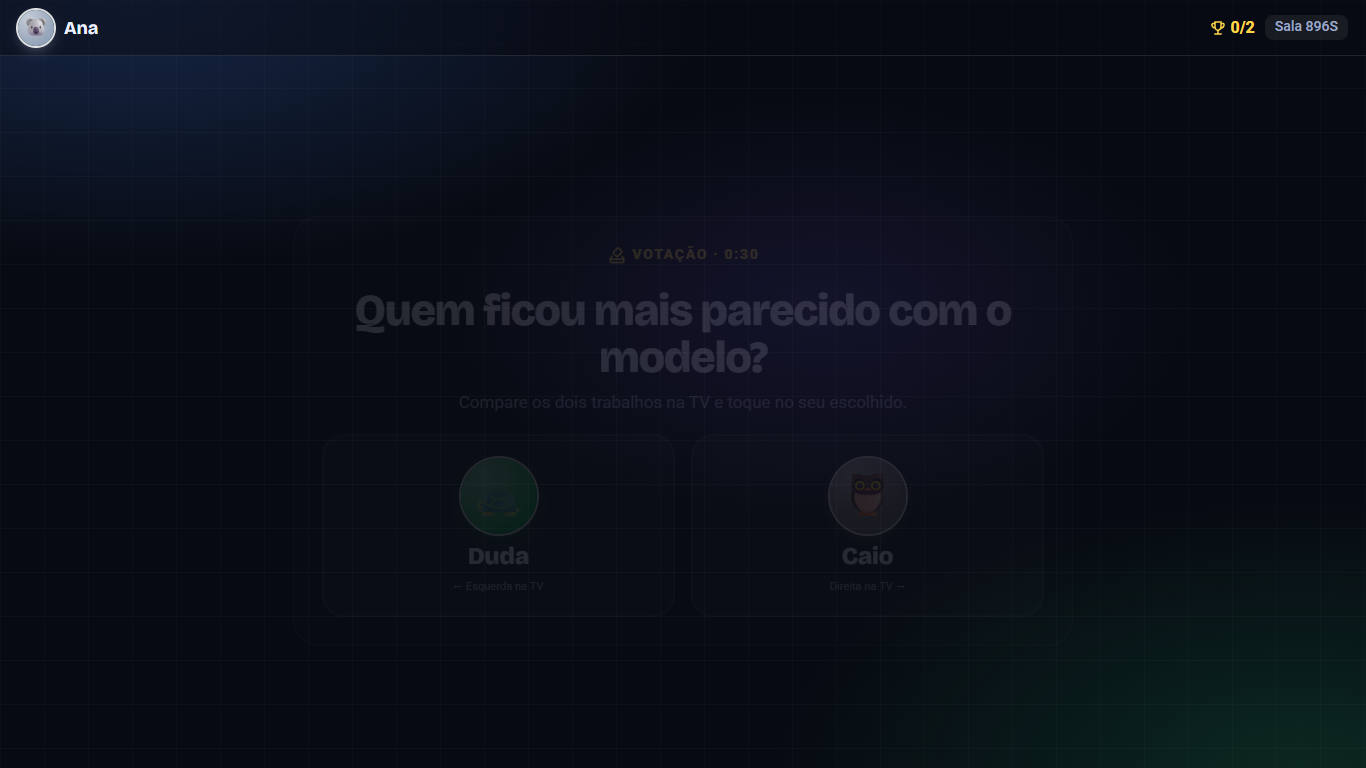 Ana
0/2
Sala 896S
VOTAÇÃO · 0:30
Quem ficou mais parecido com o
modelo?
Compare os dois trabalhos na TV e toque no seu escolhido.
Duda
← Esquerda na TV
Caio
Direita na TV →